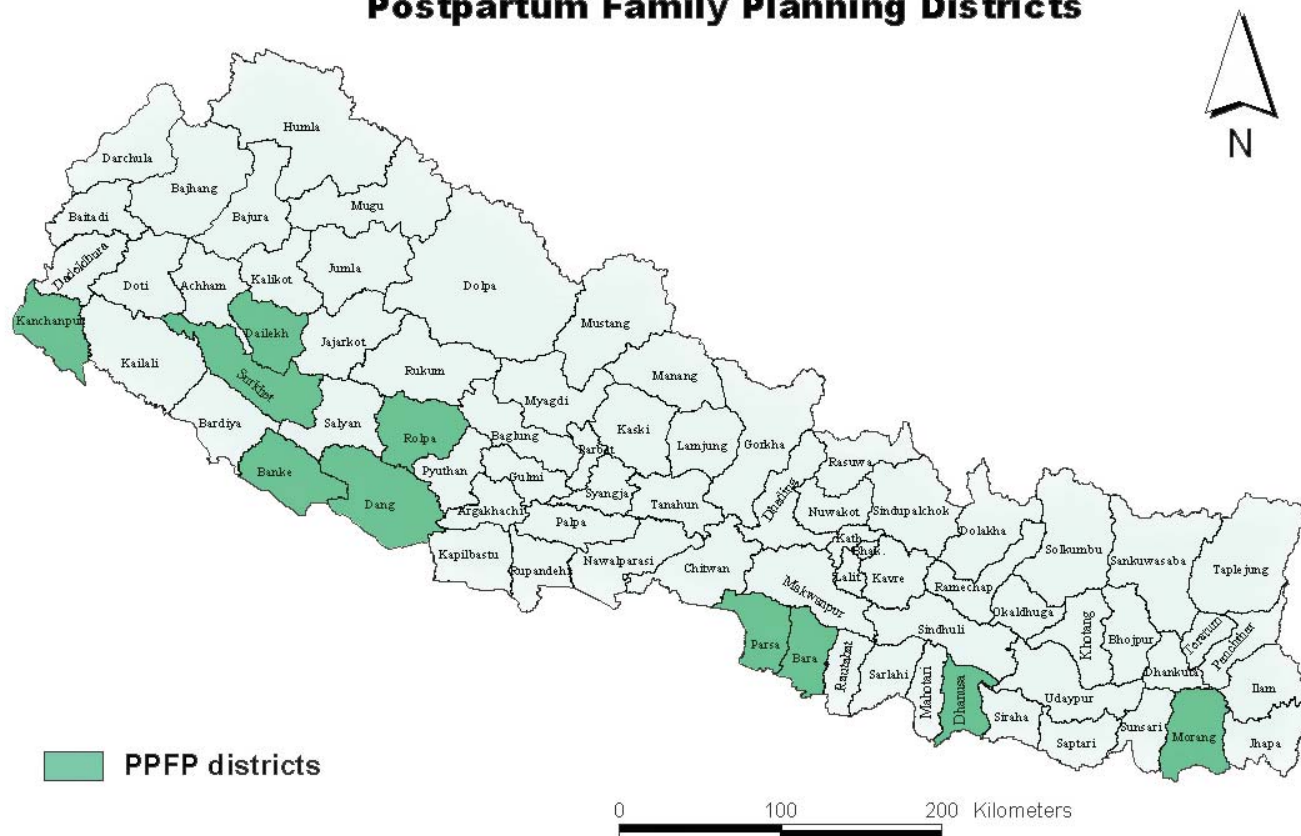 Postpartum Family Planning Districts
N
Humla
Darchula
Bajhang
Mugu
Baitadi
Bajura
Dadeldhura
Doti
Achham
Kalikot
Jumla
Dolpa
Kanchanpur
Dailekh
Mustang
Kailali
Jajarkot
Rukum
Manang
Surkhet
Myagdi
Bardiya
Salyan
Rolpa
Baglung
Parbat
Kaski
Lamjung
Gorkha
Rasuwa
Banke
Pyuthan
Gulmi
Syangja
Tanahun
Dhading
Nuwakot
Sindupalchok
Dang
Argakhachi
Palpa
Dolakha
Kath.
Bhak.
Solkumbu
Sankuwasaba
Taplejung
Kapilbastu
Rupandehi
Nawalparasi
Chitwan
Makwanpur
Lalit
Kavre
Ramechap
Okaldhuga
Khotang
Bhojpur
Teratum
Panchthar
Sindhuli
Parsa
Bara
Rautahat
Sarlahi
Mahotari
Dhanusa
Siraha
Udaypur
Dhankuta
Ilam
Saptari
Sunsari
Morang
Jhapa
PPFP districts
0 100 200 Kilometers